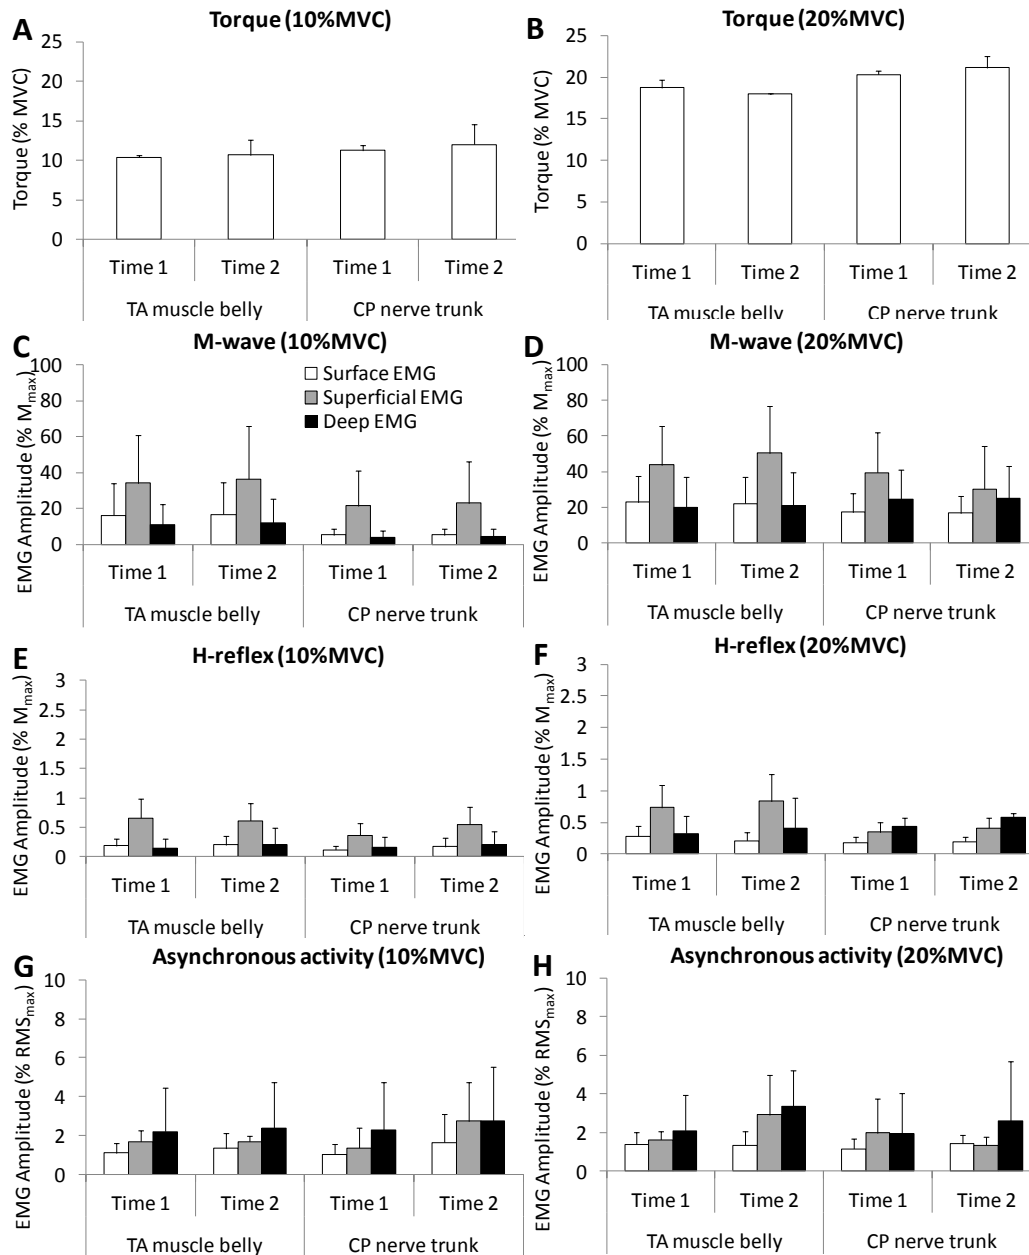 A
Torque (10%MVC)
Torque (% MVC)
25
20
15
10
5
0
Time 1 Time 2 Time 1 Time 2
TA muscle belly CP nerve trunk
B
Torque (20%MVC)
Torque (% MVC)
25
20
15
10
5
0
Time 1 Time 2 Time 1 Time 2
TA muscle belly CP nerve trunk
C
M-wave (10%MVC)
EMG Amplitude (% Mmax)
100
80
60
40
20
0
Surface EMG
Superficial EMG
Deep EMG
Time 1 Time 2 Time 1 Time 2
TA muscle belly CP nerve trunk
D
M-wave (20%MVC)
EMG Amplitude (% Mmax)
100
80
60
40
20
0
Time 1 Time 2 Time 1 Time 2
TA muscle belly CP nerve trunk
E
H-reflex (10%MVC)
EMG Amplitude (% Mmax)
3
2.5
2
1.5
1
0.5
0
Time 1 Time 2 Time 1 Time 2
TA muscle belly CP nerve trunk
F
H-reflex (20%MVC)
EMG Amplitude (% Mmax)
3
2.5
2
1.5
1
0.5
0
Time 1 Time 2 Time 1 Time 2
TA muscle belly CP nerve trunk
G
Asynchronous activity (10%MVC)
EMG Amplitude (% RMSmax)
10
8
6
4
2
0
Time 1 Time 2 Time 1 Time 2
TA muscle belly CP nerve trunk
H
Asynchronous activity (20%MVC)
EMG Amplitude (% RMSmax)
10
8
6
4
2
0
Time 1 Time 2 Time 1 Time 2
TA muscle belly CP nerve trunk